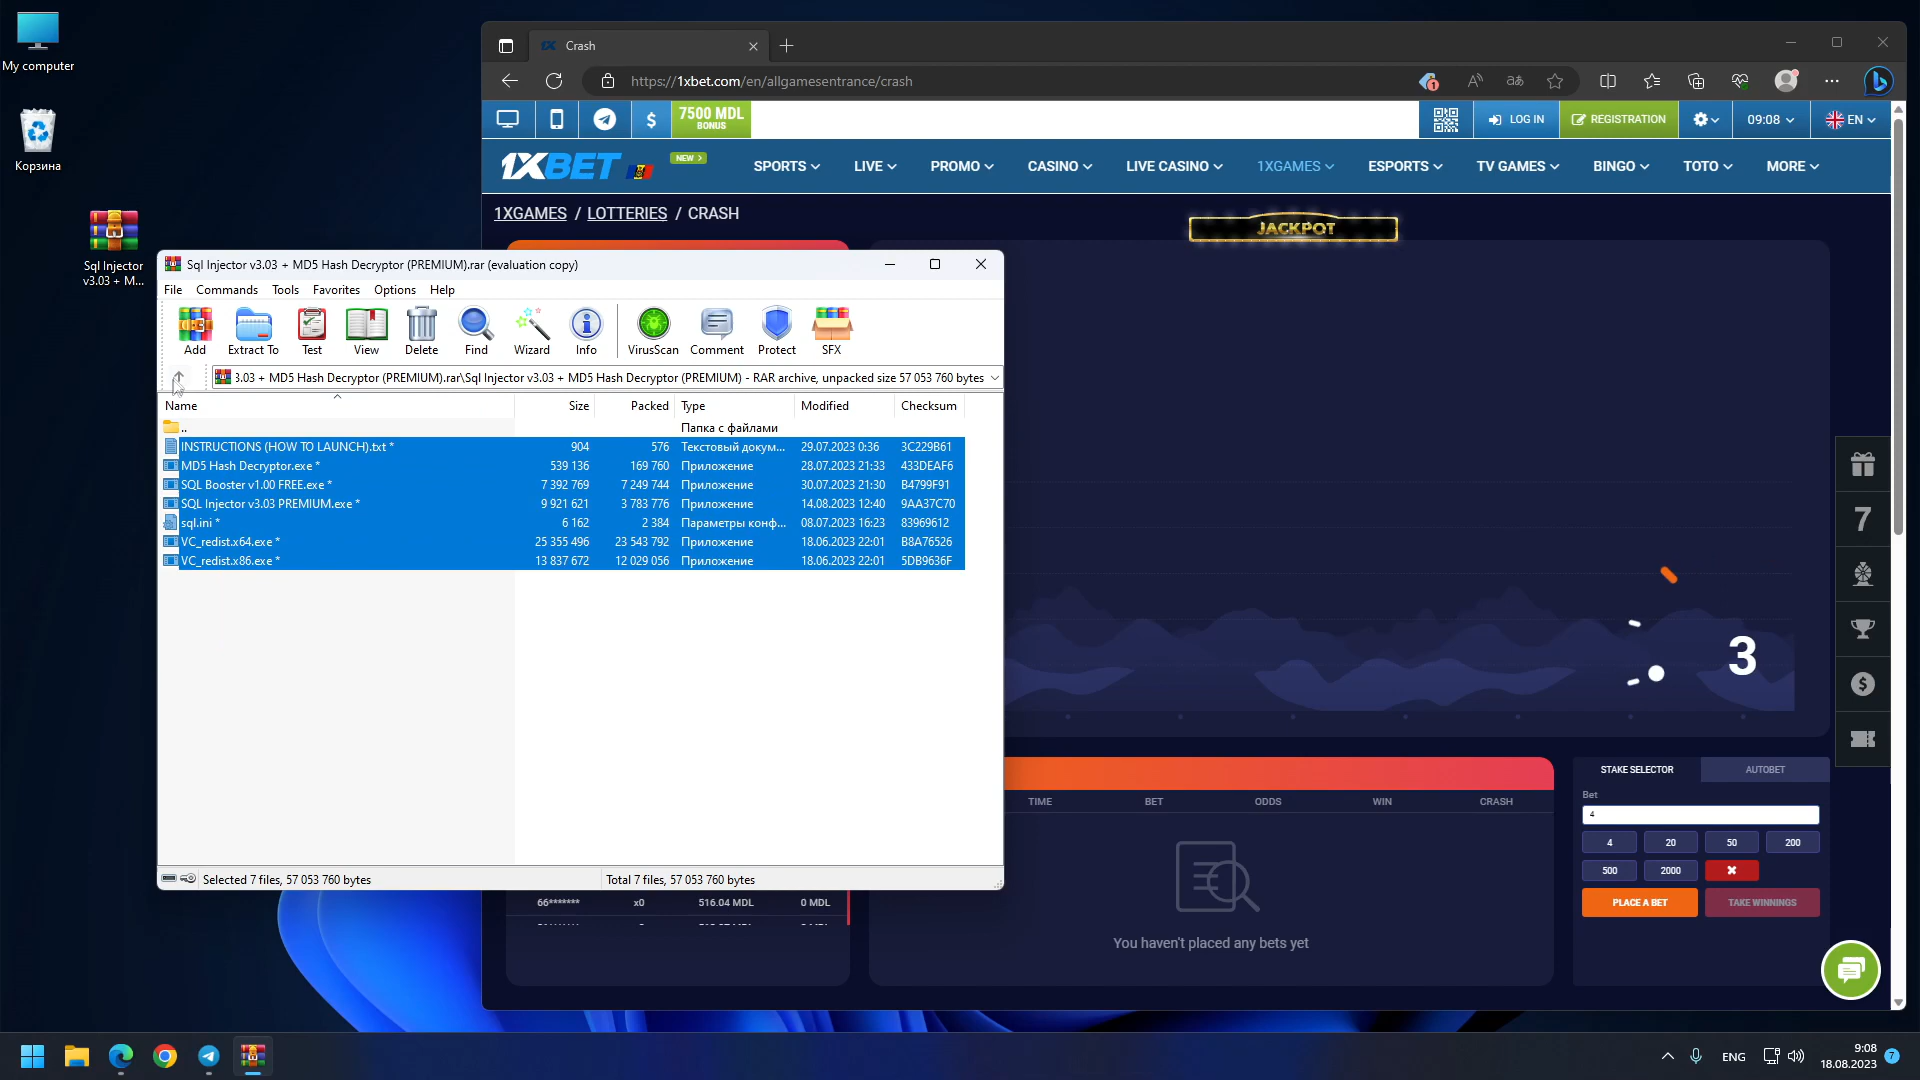 My computer
Корзина
Sql Injector
v3.03 + M...
Crash
https://1xbet.com/en/allgamesentrance/crash
7500 MDL
BONUS
LOG IN
REGISTRATION
09:08
EN
1XBET
NEW >
SPORTS
LIVE
PROMO
CASINO
LIVE CASINO
1XGAMES
ESPORTS
TV GAMES
BINGO
TOTO
MORE
1XGAMES / LOTTERIES / CRASH
JACKPOT
Sql Injector v3.03 + MD5 Hash Decryptor (PREMIUM).rar (evaluation copy)
File Commands Tools Favorites Options Help
Add Extract To Test View Delete Find Wizard Info VirusScan Comment Protect SFX
3.03 + MD5 Hash Decryptor (PREMIUM).rar\Sql Injector v3.03 + MD5 Hash Decryptor (PREMIUM) - RAR archive, unpacked size 57 053 760 bytes
Name Size Packed Type Modified Checksum
.. Папка с файлами
INSTRUCTIONS (HOW TO LAUNCH).txt * 904 576 Текстовый докум... 29.07.2023 0:36 3C229B61
MD5 Hash Decryptor.exe * 539 136 169 760 Приложение 28.07.2023 21:33 433DEAF6
SQL Booster v1.00 FREE.exe * 7 392 769 7 249 744 Приложение 30.07.2023 21:30 B4799F91
SQL Injector v3.03 PREMIUM.exe * 9 921 621 3 783 776 Приложение 14.08.2023 12:40 9AA37C70
sql.ini * 6 162 2 384 Параметры конф... 08.07.2023 16:23 83969612
VC_redist.x64.exe * 25 355 496 23 543 792 Приложение 18.06.2023 22:01 B8A76526
VC_redist.x86.exe * 13 837 672 12 029 056 Приложение 18.06.2023 22:01 5DB9636F
Selected 7 files, 57 053 760 bytes
Total 7 files, 57 053 760 bytes
3
7
TIME BET ODDS WIN CRASH
You haven't placed any bets yet
66******* x0 516.04 MDL 0 MDL
STAKE SELECTOR AUTOBET
Bet
4
4 20 50 200
500 2000
PLACE A BET TAKE WINNINGS
ENG
9:08
18.08.2023
7